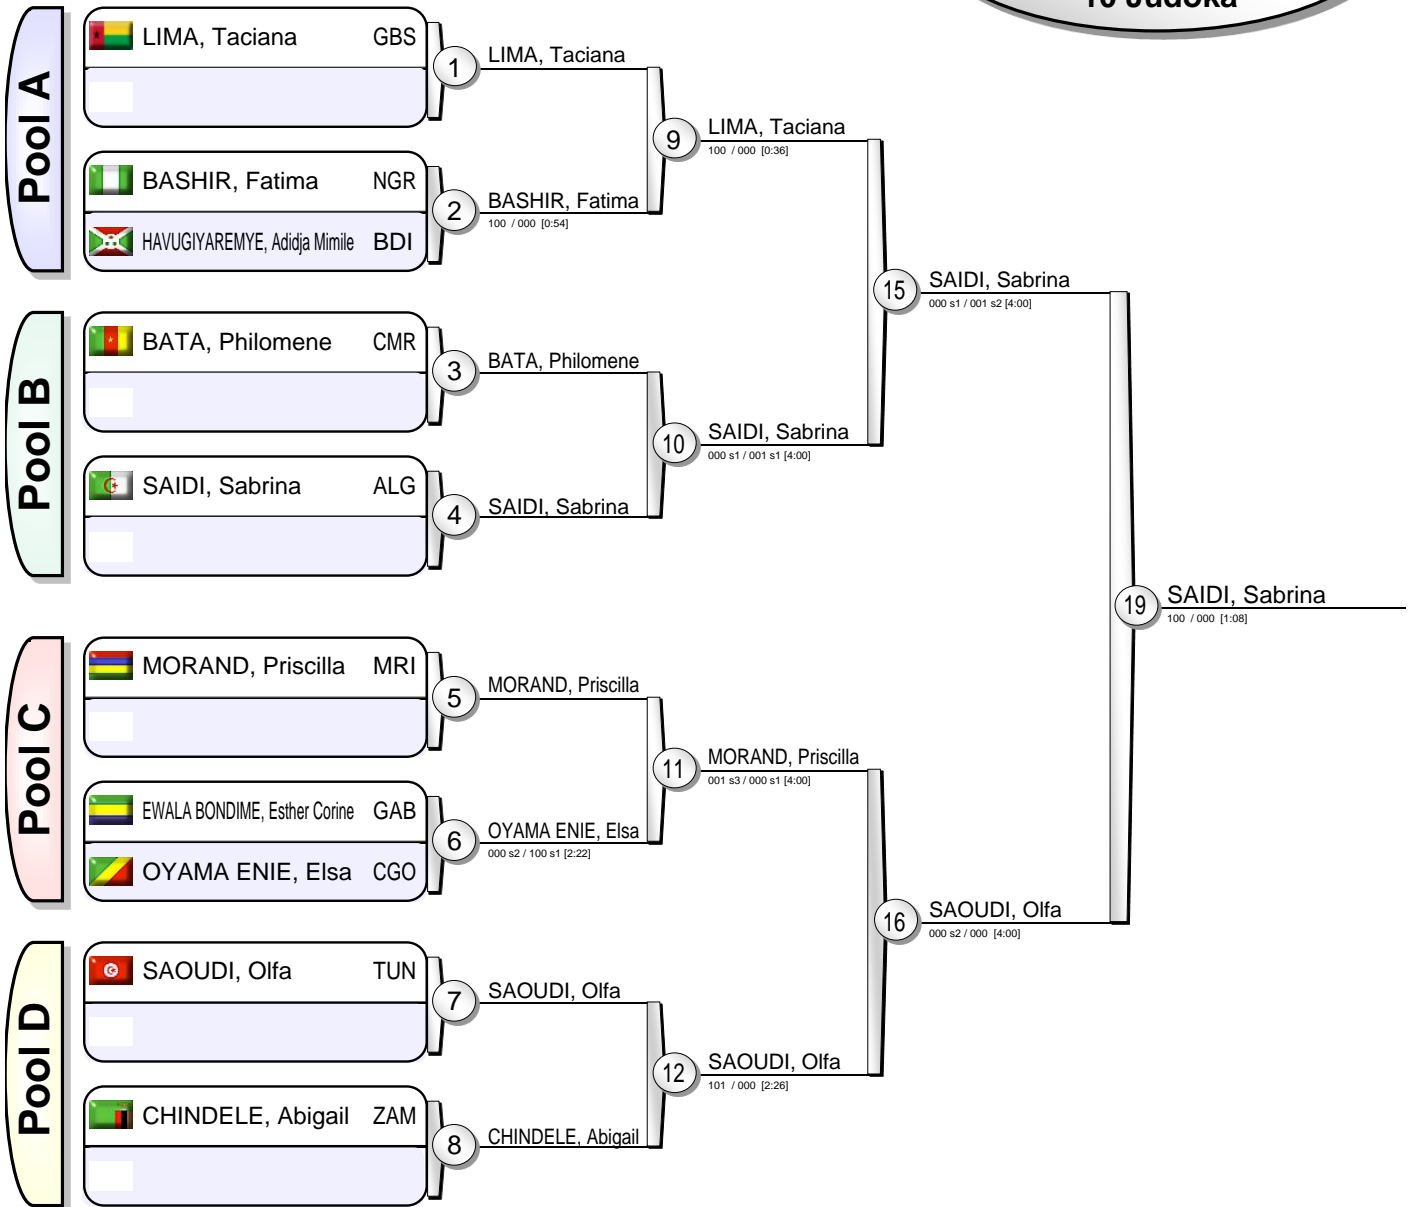 10 Judoka
Pool A
LIMA, Taciana GBS
1
LIMA, Taciana
BASHIR, Fatima NGR
HAVUGIYAREMYE, Adidja Mimile BDI
2
BASHIR, Fatima
100 / 000 [0:54]
9
LIMA, Taciana
100 / 000 [0:36]
Pool B
BATA, Philomene CMR
3
BATA, Philomene
SAIDI, Sabrina ALG
4
SAIDI, Sabrina
10
SAIDI, Sabrina
000 s1 / 001 s1 [4:00]
15
SAIDI, Sabrina
000 s1 / 001 s2 [4:00]
Pool C
MORAND, Priscilla MRI
5
MORAND, Priscilla
EWALA BONDIME, Esther Corine GAB
OYAMA ENIE, Elsa CGO
6
OYAMA ENIE, Elsa
000 s2 / 100 s1 [2:22]
11
MORAND, Priscilla
001 s3 / 000 s1 [4:00]
Pool D
SAOUDI, Olfa TUN
7
SAOUDI, Olfa
CHINDELE, Abigail ZAM
8
CHINDELE, Abigail
12
SAOUDI, Olfa
101 / 000 [2:26]
16
SAOUDI, Olfa
000 s2 / 000 [4:00]
19
SAIDI, Sabrina
100 / 000 [1:08]